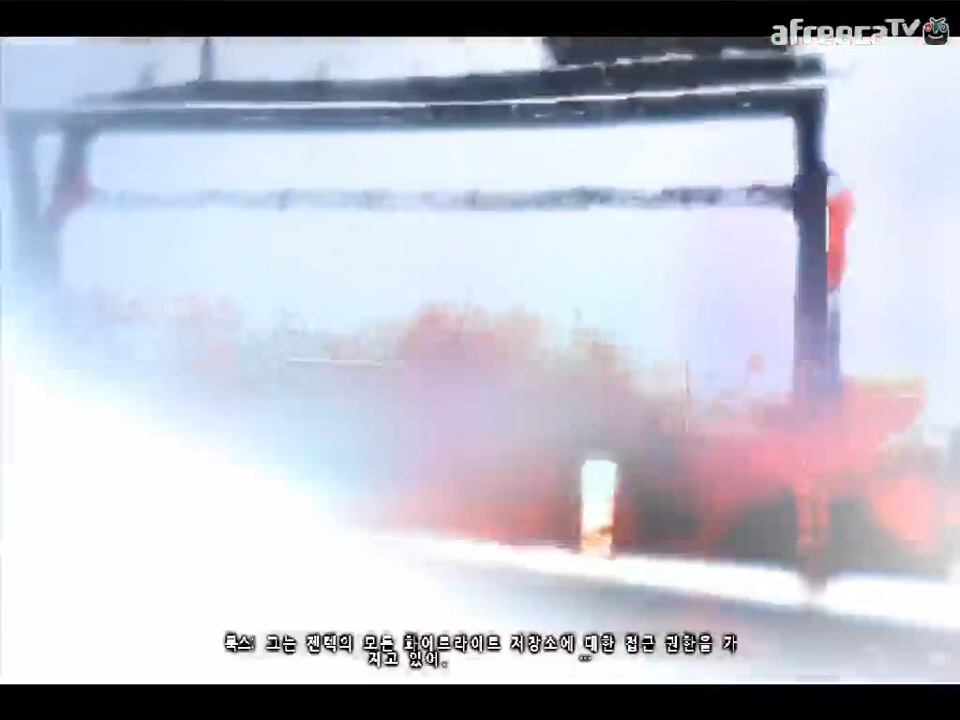 afreecaTV
룩스: 그는 젠텍의 모든 화이트라이트 저장소에 대한 접근 권한을 가
지고 있어. ...